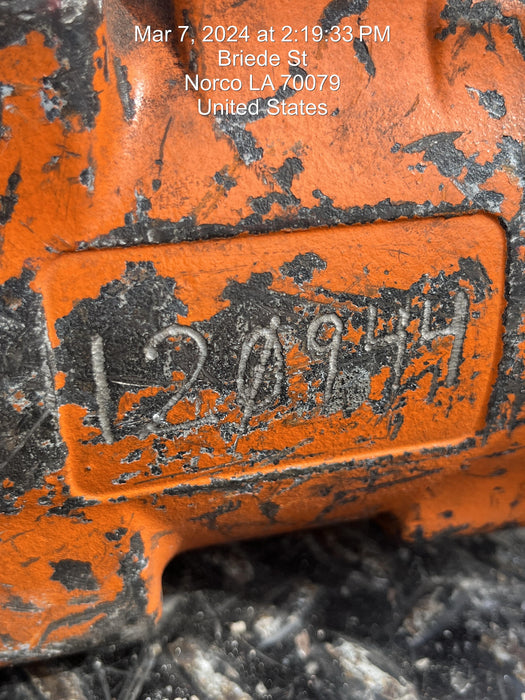 Mar 7, 2024 at 2:19:33 PM
Briede St
Norco LA 70079
United States
120944